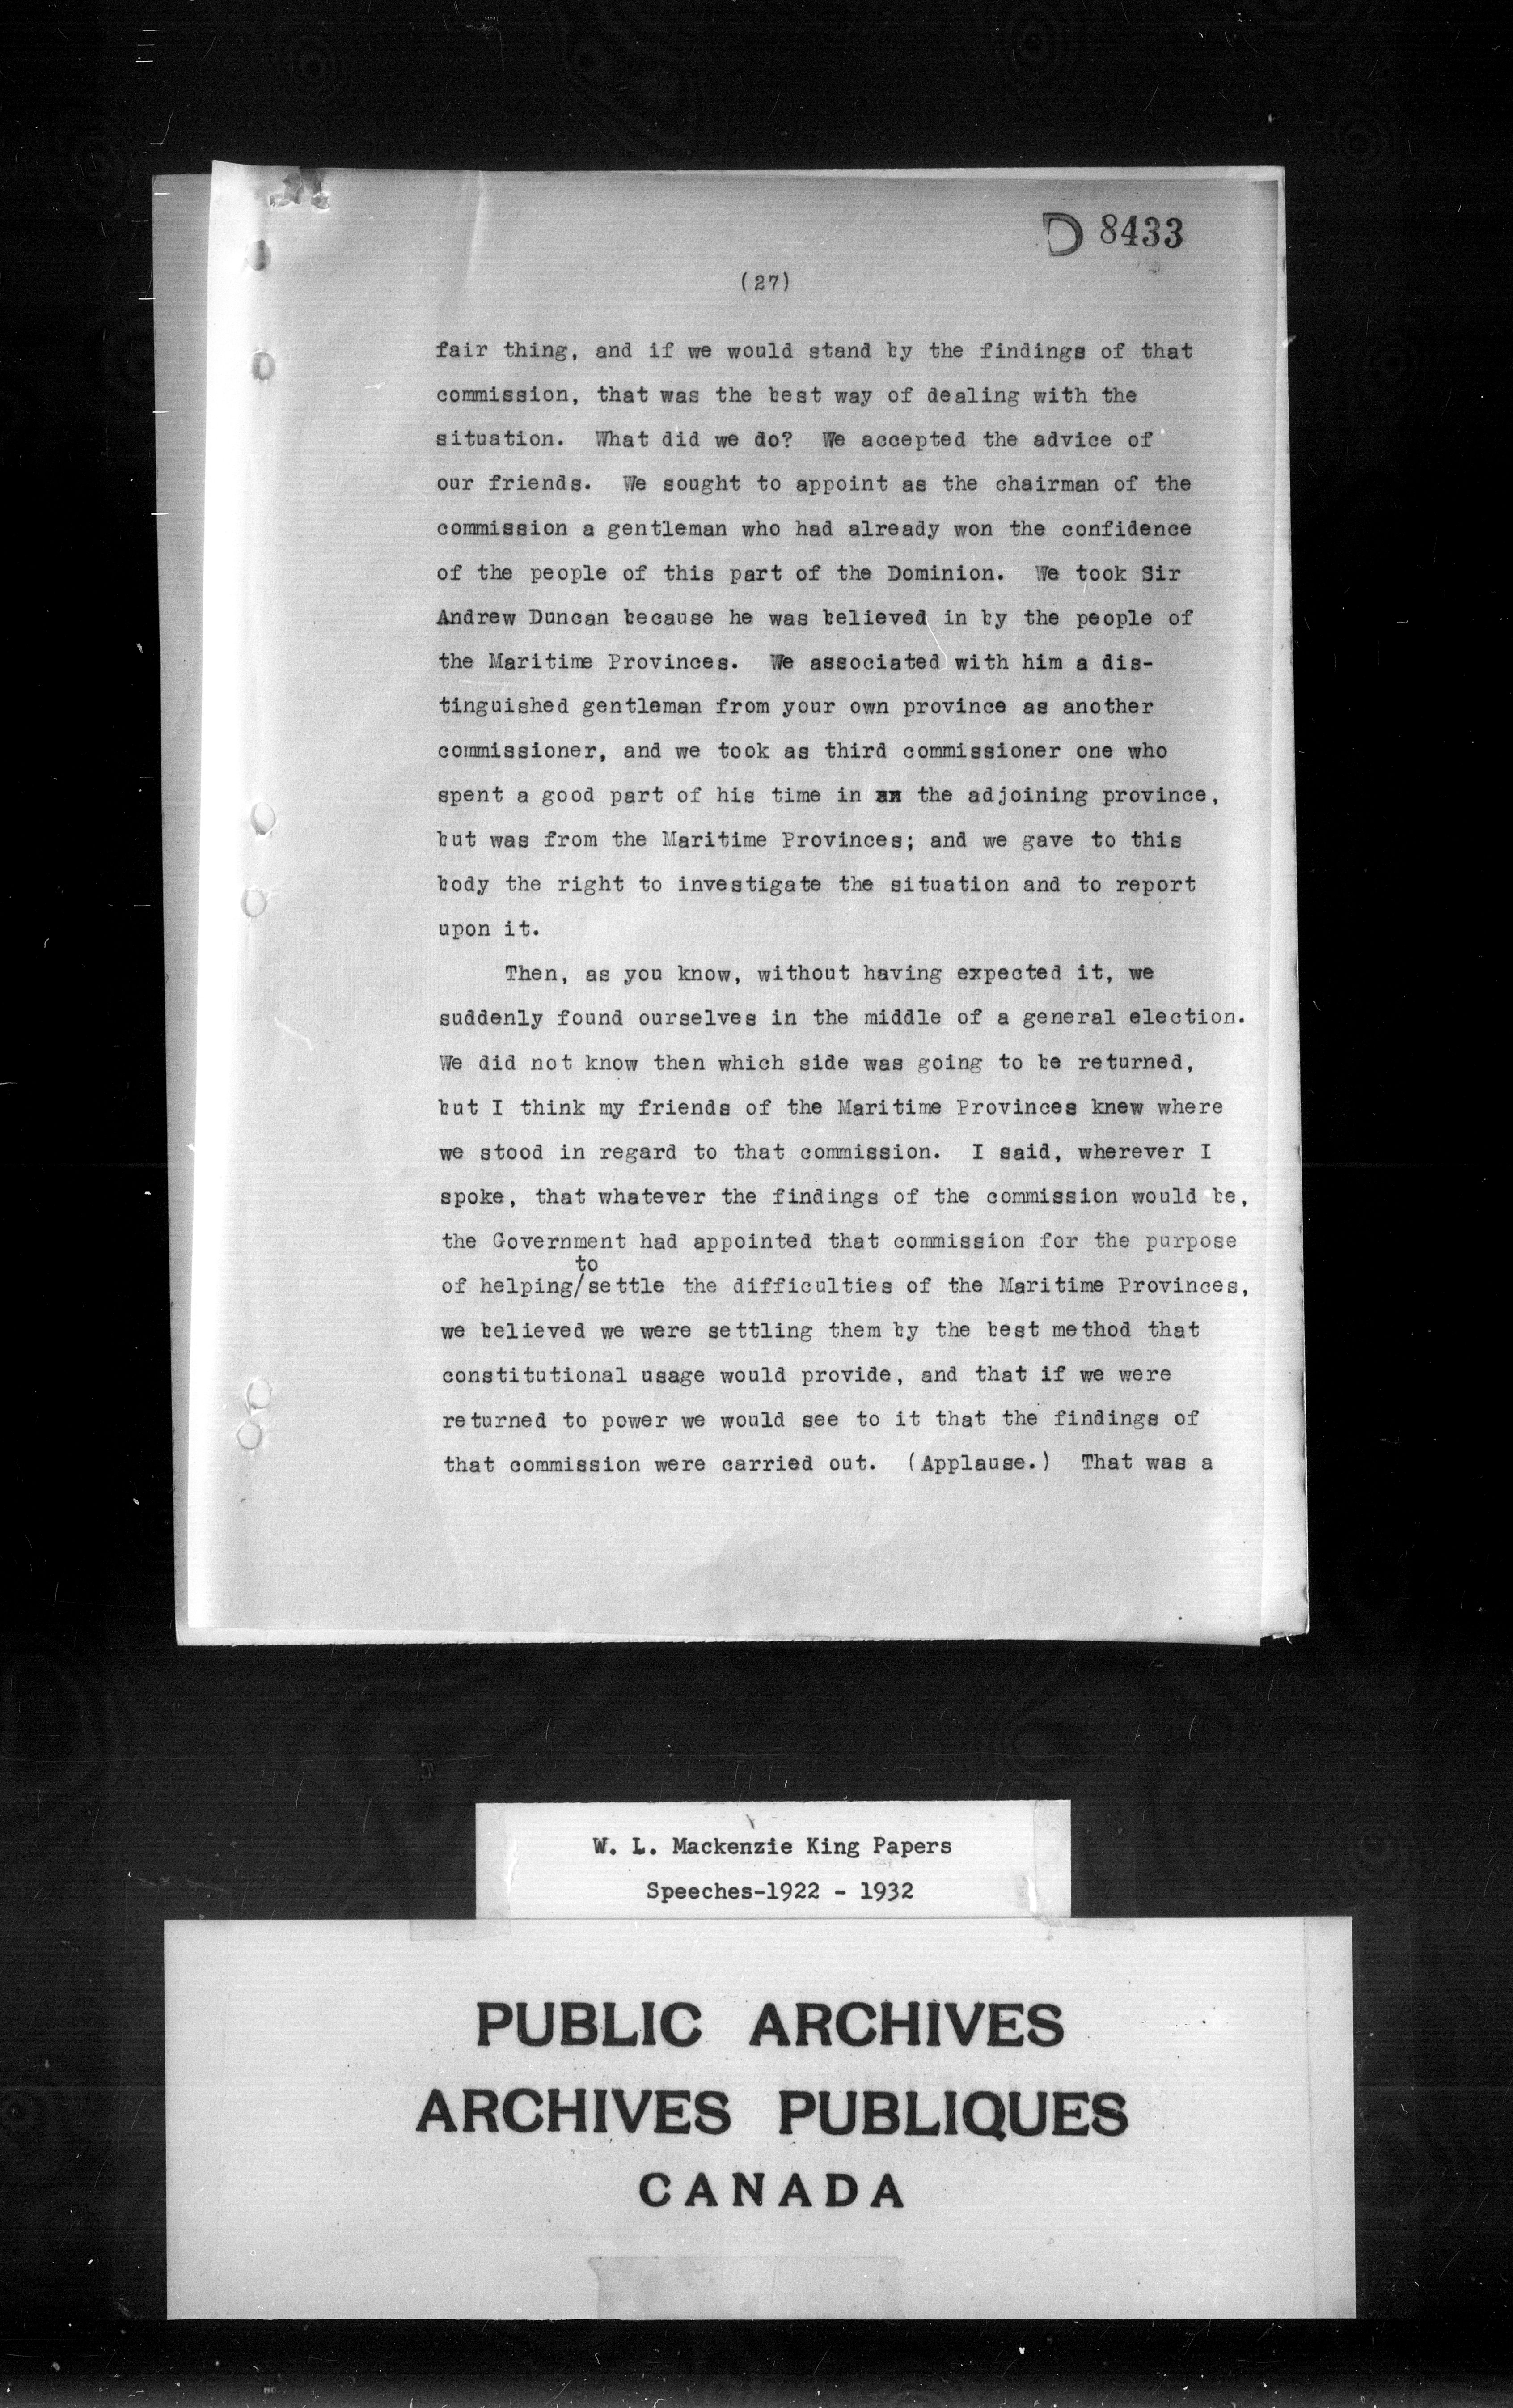 D 8433
(27)
fair thing, and if we would stand by the findings of that
commission, that was the best way of dealing with the
situation. What did we do? We accepted the advice of
our friends. We sought to appoint as the chairman of the
commission a gentleman who had already won the confidence
of the people of this part of the Dominion. We took Sir
Andrew Duncan because he was believed in by the people of
the Maritime Provinces. We associated with him a dis-
tinguished gentleman from your own province as another
commissioner, and we took as third commissioner one who
spent a good part of his time in the adjoining province,
but was from the Maritime Provinces; and we gave to this
body the right to investigate the situation and to report
upon it.
Then, as you know, without having expected it, we
suddenly found ourselves in the middle of a general election.
We did not know then which side was going to be returned,
but I think my friends of the Maritime Provinces knew where
we stood in regard to that commission. I said, wherever I
spoke, that whatever the findings of the commission would be,
the Government had appointed that commission for the purpose
to
of helping/settle the difficulties of the Maritime Provinces,
we believed we were settling them by the best method that
constitutional usage would provide, and that if we were
returned to power we would see to it that the findings of
that commission were carried out. (Applause.) That was a
W. L. Mackenzie King Papers
Speeches-1922 - 1932
PUBLIC ARCHIVES
ARCHIVES PUBLIQUES
CANADA